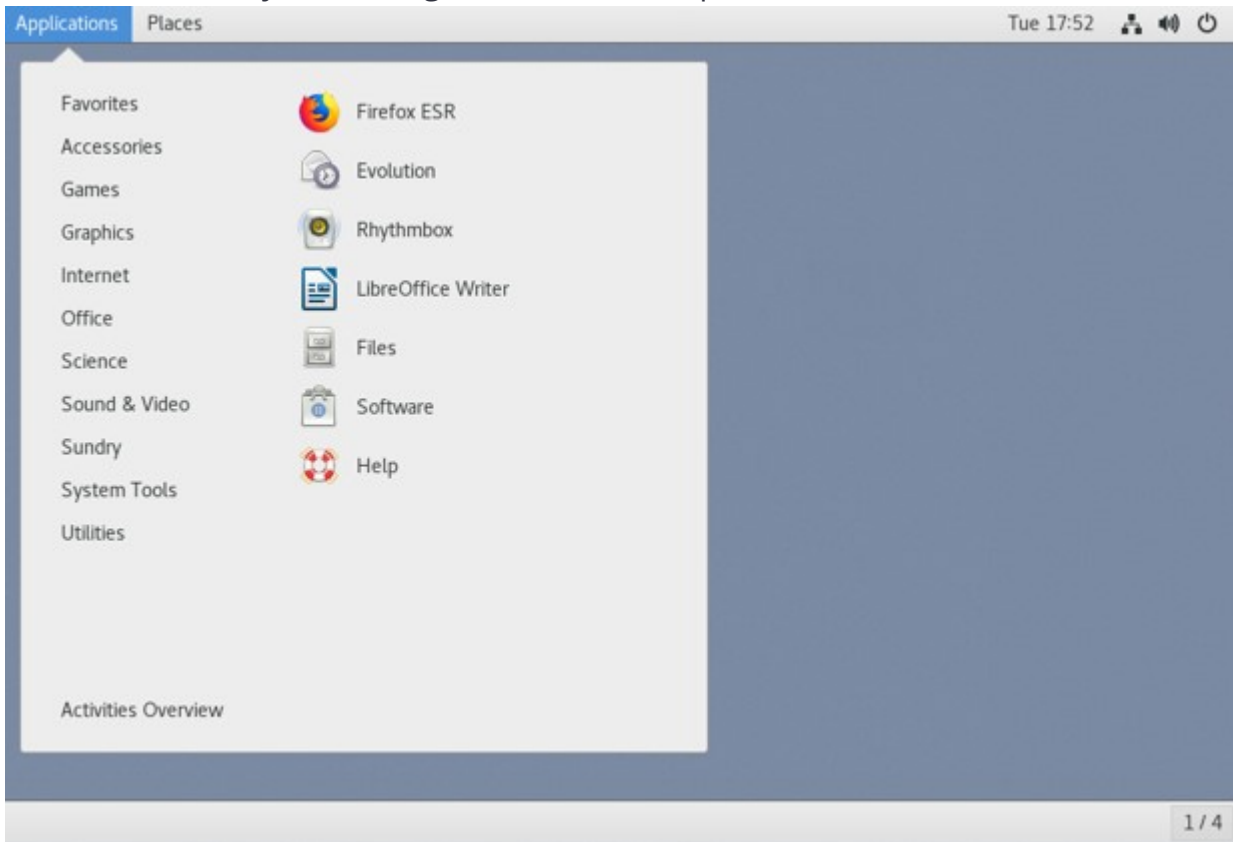 Applications Places Tue 17:52
Favorites
Accessories
Games
Graphics
Internet
Office
Science
Sound & Video
Sundry
System Tools
Utilities
Firefox ESR
Evolution
Rhythmbox
LibreOffice Writer
Files
Software
Help
Activities Overview
1 / 4